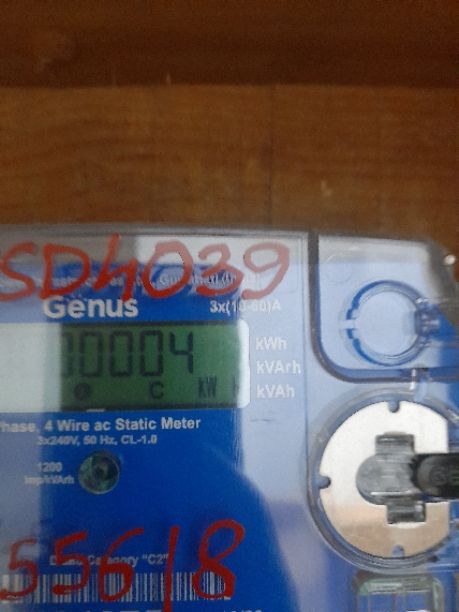 SD4039
Genus
3x(10-60)A
00004
kWh
kVArh
kVAh
e C kW h
Phase, 4 Wire ac Static Meter
3x240V, 50 Hz, CL-1.0
1200
Imp/kVArh
55618
Category "C2"